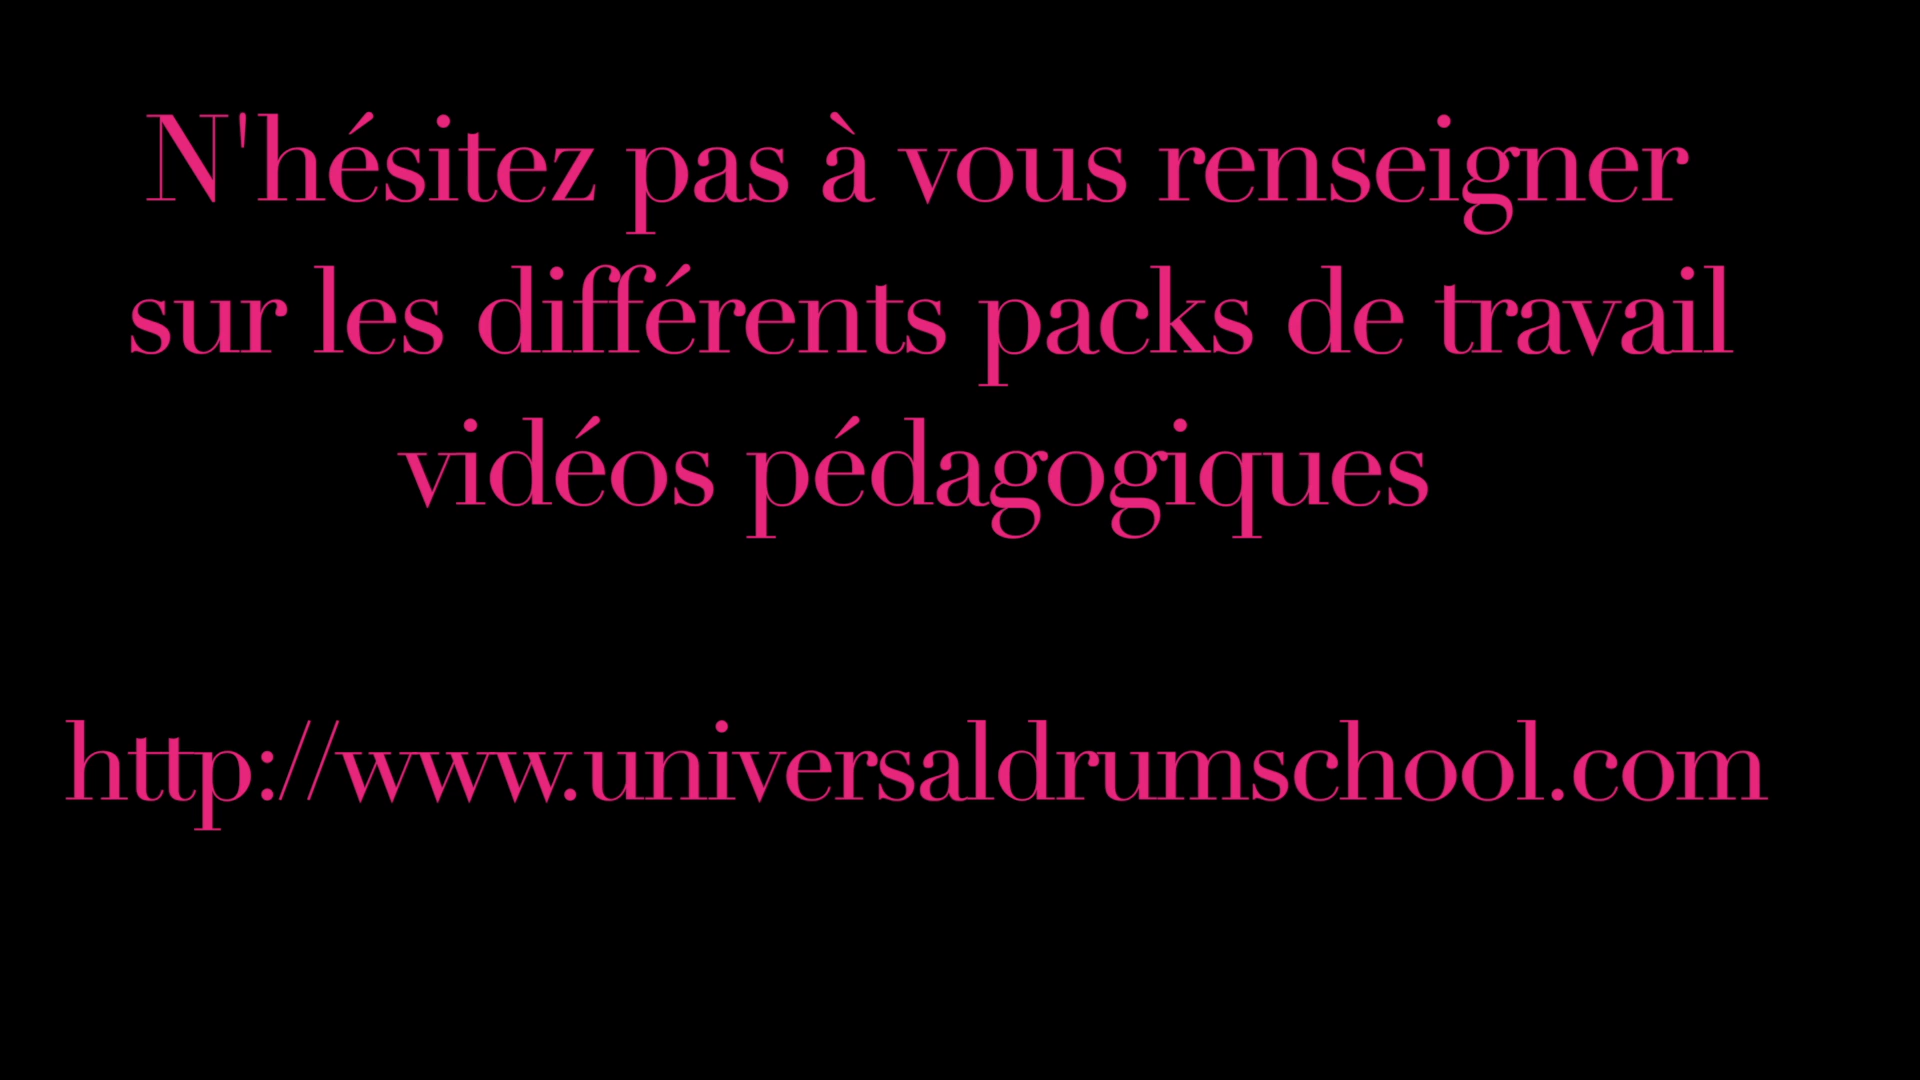 N'hésitez pas à vous renseigner
sur les différents packs de travail
vidéos pédagogiques
http://www.universaldrumschool.com